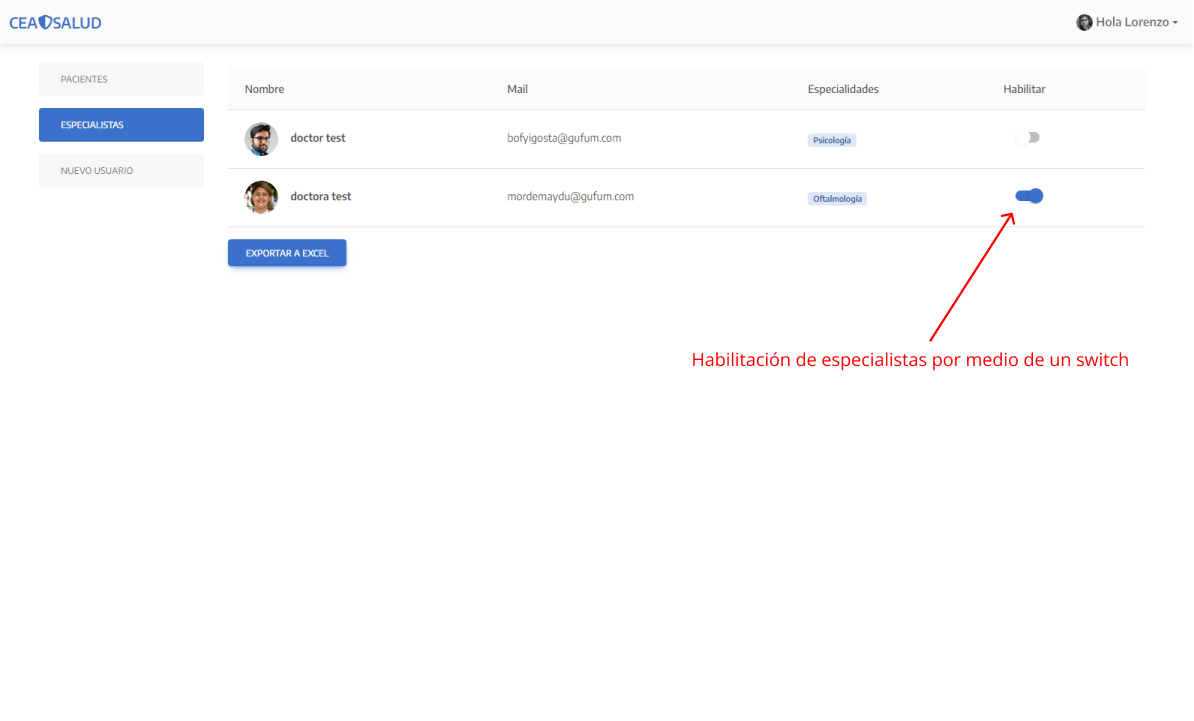 CEA SALUD
Hola Lorenzo
PACIENTES
ESPECIALISTAS
NUEVO USUARIO
Nombre Mail Especialidades Habilitar
doctor test bofyigosta@gufum.com Psicología
doctora test mordemaydu@gufum.com Oftalmología
EXPORTAR A EXCEL
Habilitación de especialistas por medio de un switch